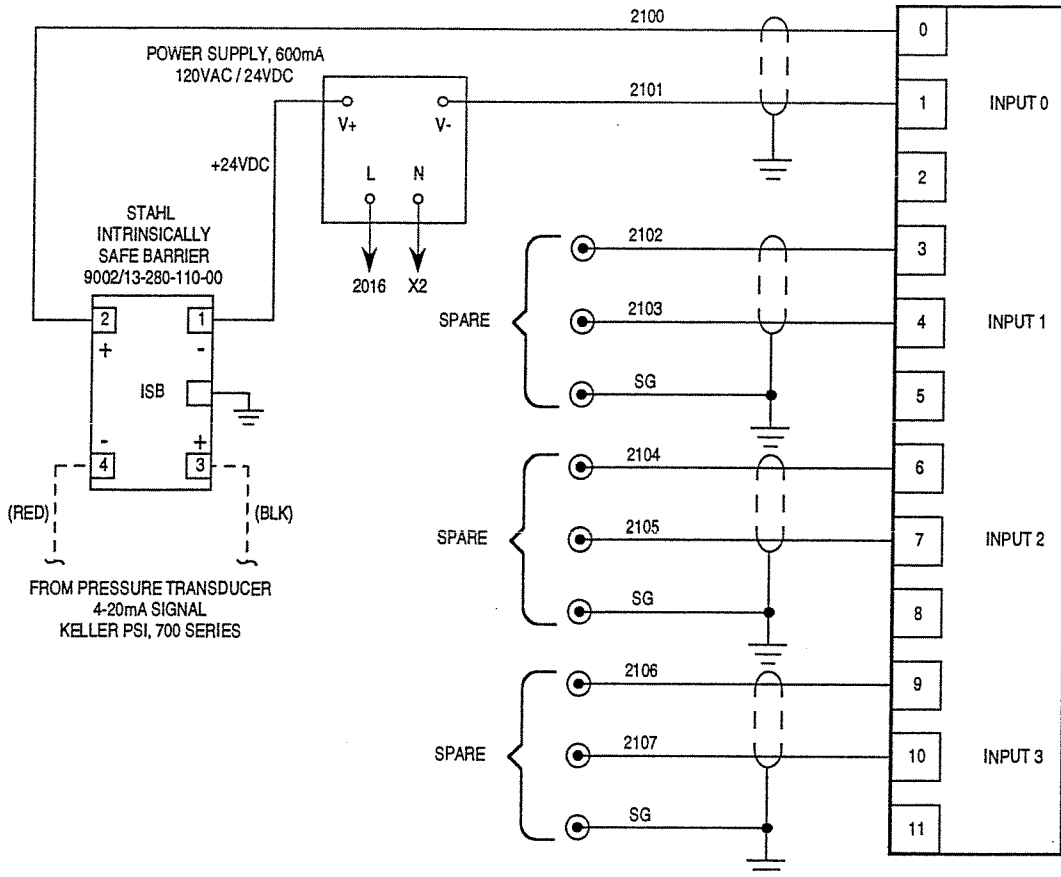 2100
0
POWER SUPPLY, 600mA
120VAC / 24VDC
2101
1
INPUT 0
V+
V-
+24VDC
L
N
2
STAHL
INTRINSICALLY
SAFE BARRIER
9002/13-280-110-00
2016
X2
2102
3
2
1
SPARE
2103
4
INPUT 1
+
-
ISB
SG
5
-
+
4
3
2104
6
(RED)
(BLK)
SPARE
2105
7
INPUT 2
FROM PRESSURE TRANSDUCER
4-20mA SIGNAL
KELLER PSI, 700 SERIES
SG
8
2106
9
SPARE
2107
10
INPUT 3
SG
11